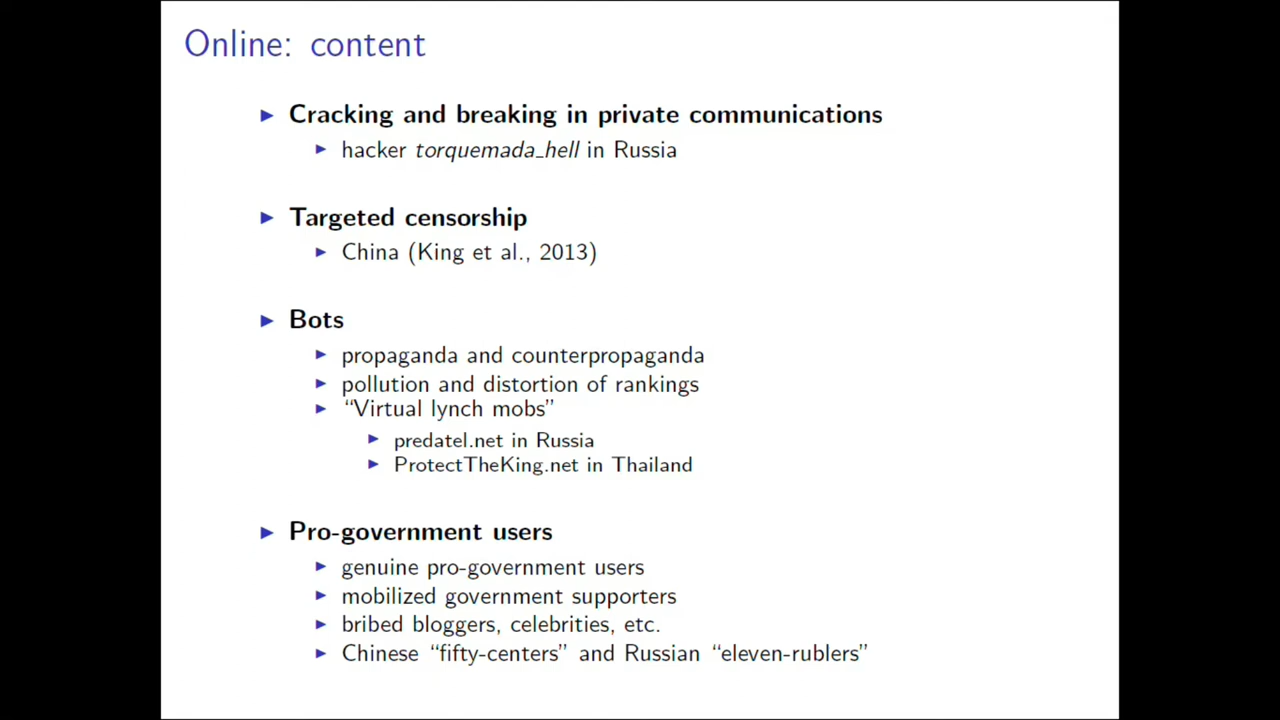 Online: content
Cracking and breaking in private communications
hacker torquemada_hell in Russia
Targeted censorship
China (King et al., 2013)
Bots
propaganda and counterpropaganda
pollution and distortion of rankings
“Virtual lynch mobs”
predatel.net in Russia
ProtectTheKing.net in Thailand
Pro-government users
genuine pro-government users
mobilized government supporters
bribed bloggers, celebrities, etc.
Chinese “fifty-centers” and Russian “eleven-rublers”